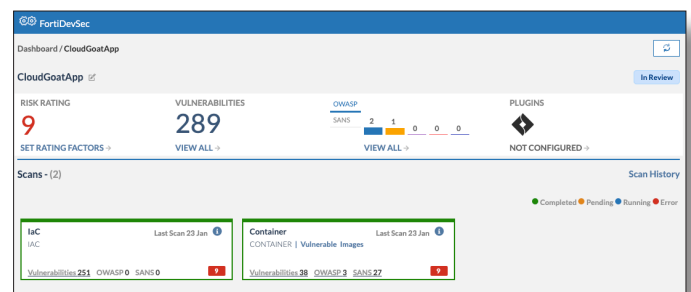 FortiDevSec
Dashboard / CloudGoatApp
CloudGoatApp
In Review
RISK RATING
9
SET RATING FACTORS →
VULNERABILITIES
289
VIEW ALL →
OWASP
SANS
2 1 0 0 0
VIEW ALL →
PLUGINS
NOT CONFIGURED →
Scans - (2)
Scan History
Completed Pending Running Error
IaC Last Scan 23 Jan
IAC
Vulnerabilities 251 OWASP 0 SANS 0 9
Container Last Scan 23 Jan
CONTAINER | Vulnerable Images
Vulnerabilities 38 OWASP 3 SANS 27 9